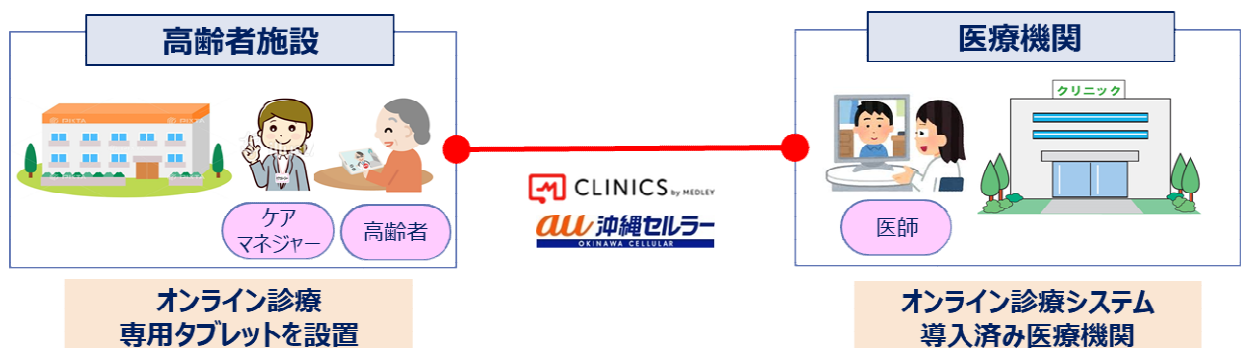 高齢者施設
PIXTA
PIXTA
ケア
マネジャー
高齢者
オンライン診療
専用タブレットを設置
CLINICS by MEDLEY
au 沖縄セルラー
OKINAWA CELLULAR
医療機関
クリニック
医師
オンライン診療システム
導入済み医療機関